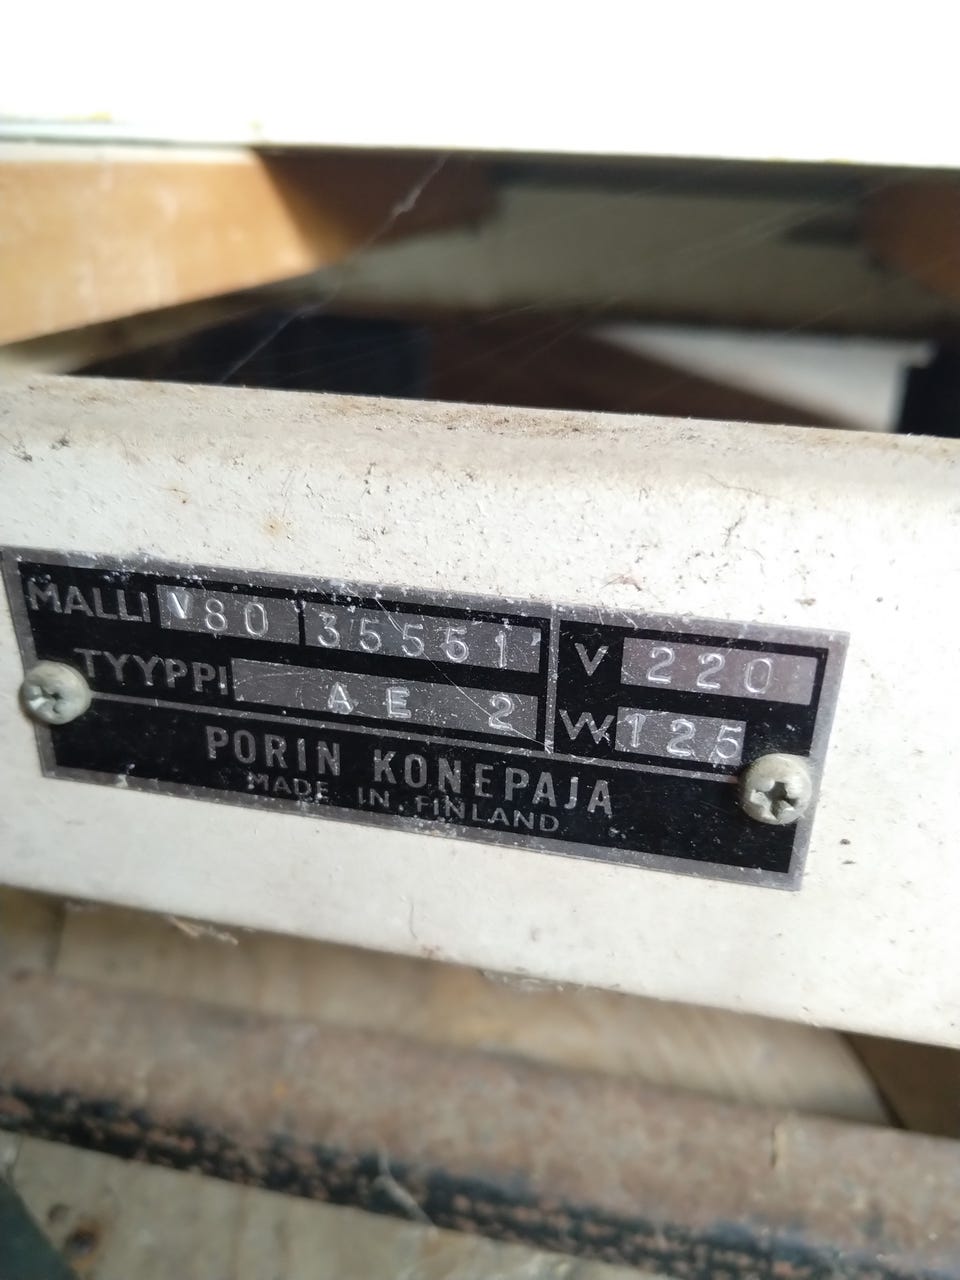 MALLI V80 35551
TYYPPI AE 2
V 220
W 125
PORIN KONEPAJA
MADE IN FINLAND